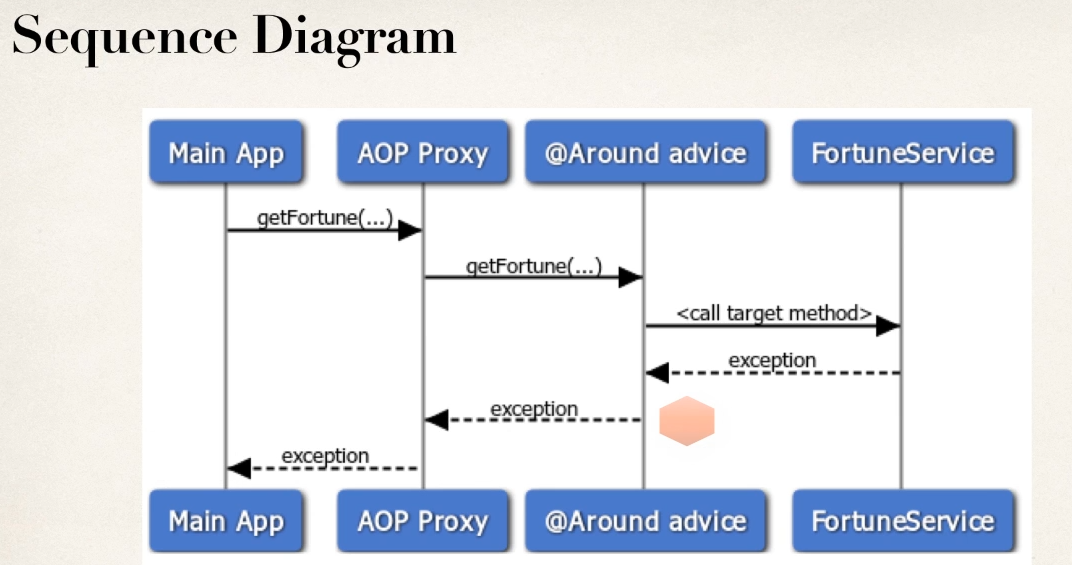 Sequence Diagram
Main App
AOP Proxy
@Around advice
FortuneService
getFortune(...)
getFortune(...)
<call target method>
exception
exception
exception
Main App
AOP Proxy
@Around advice
FortuneService